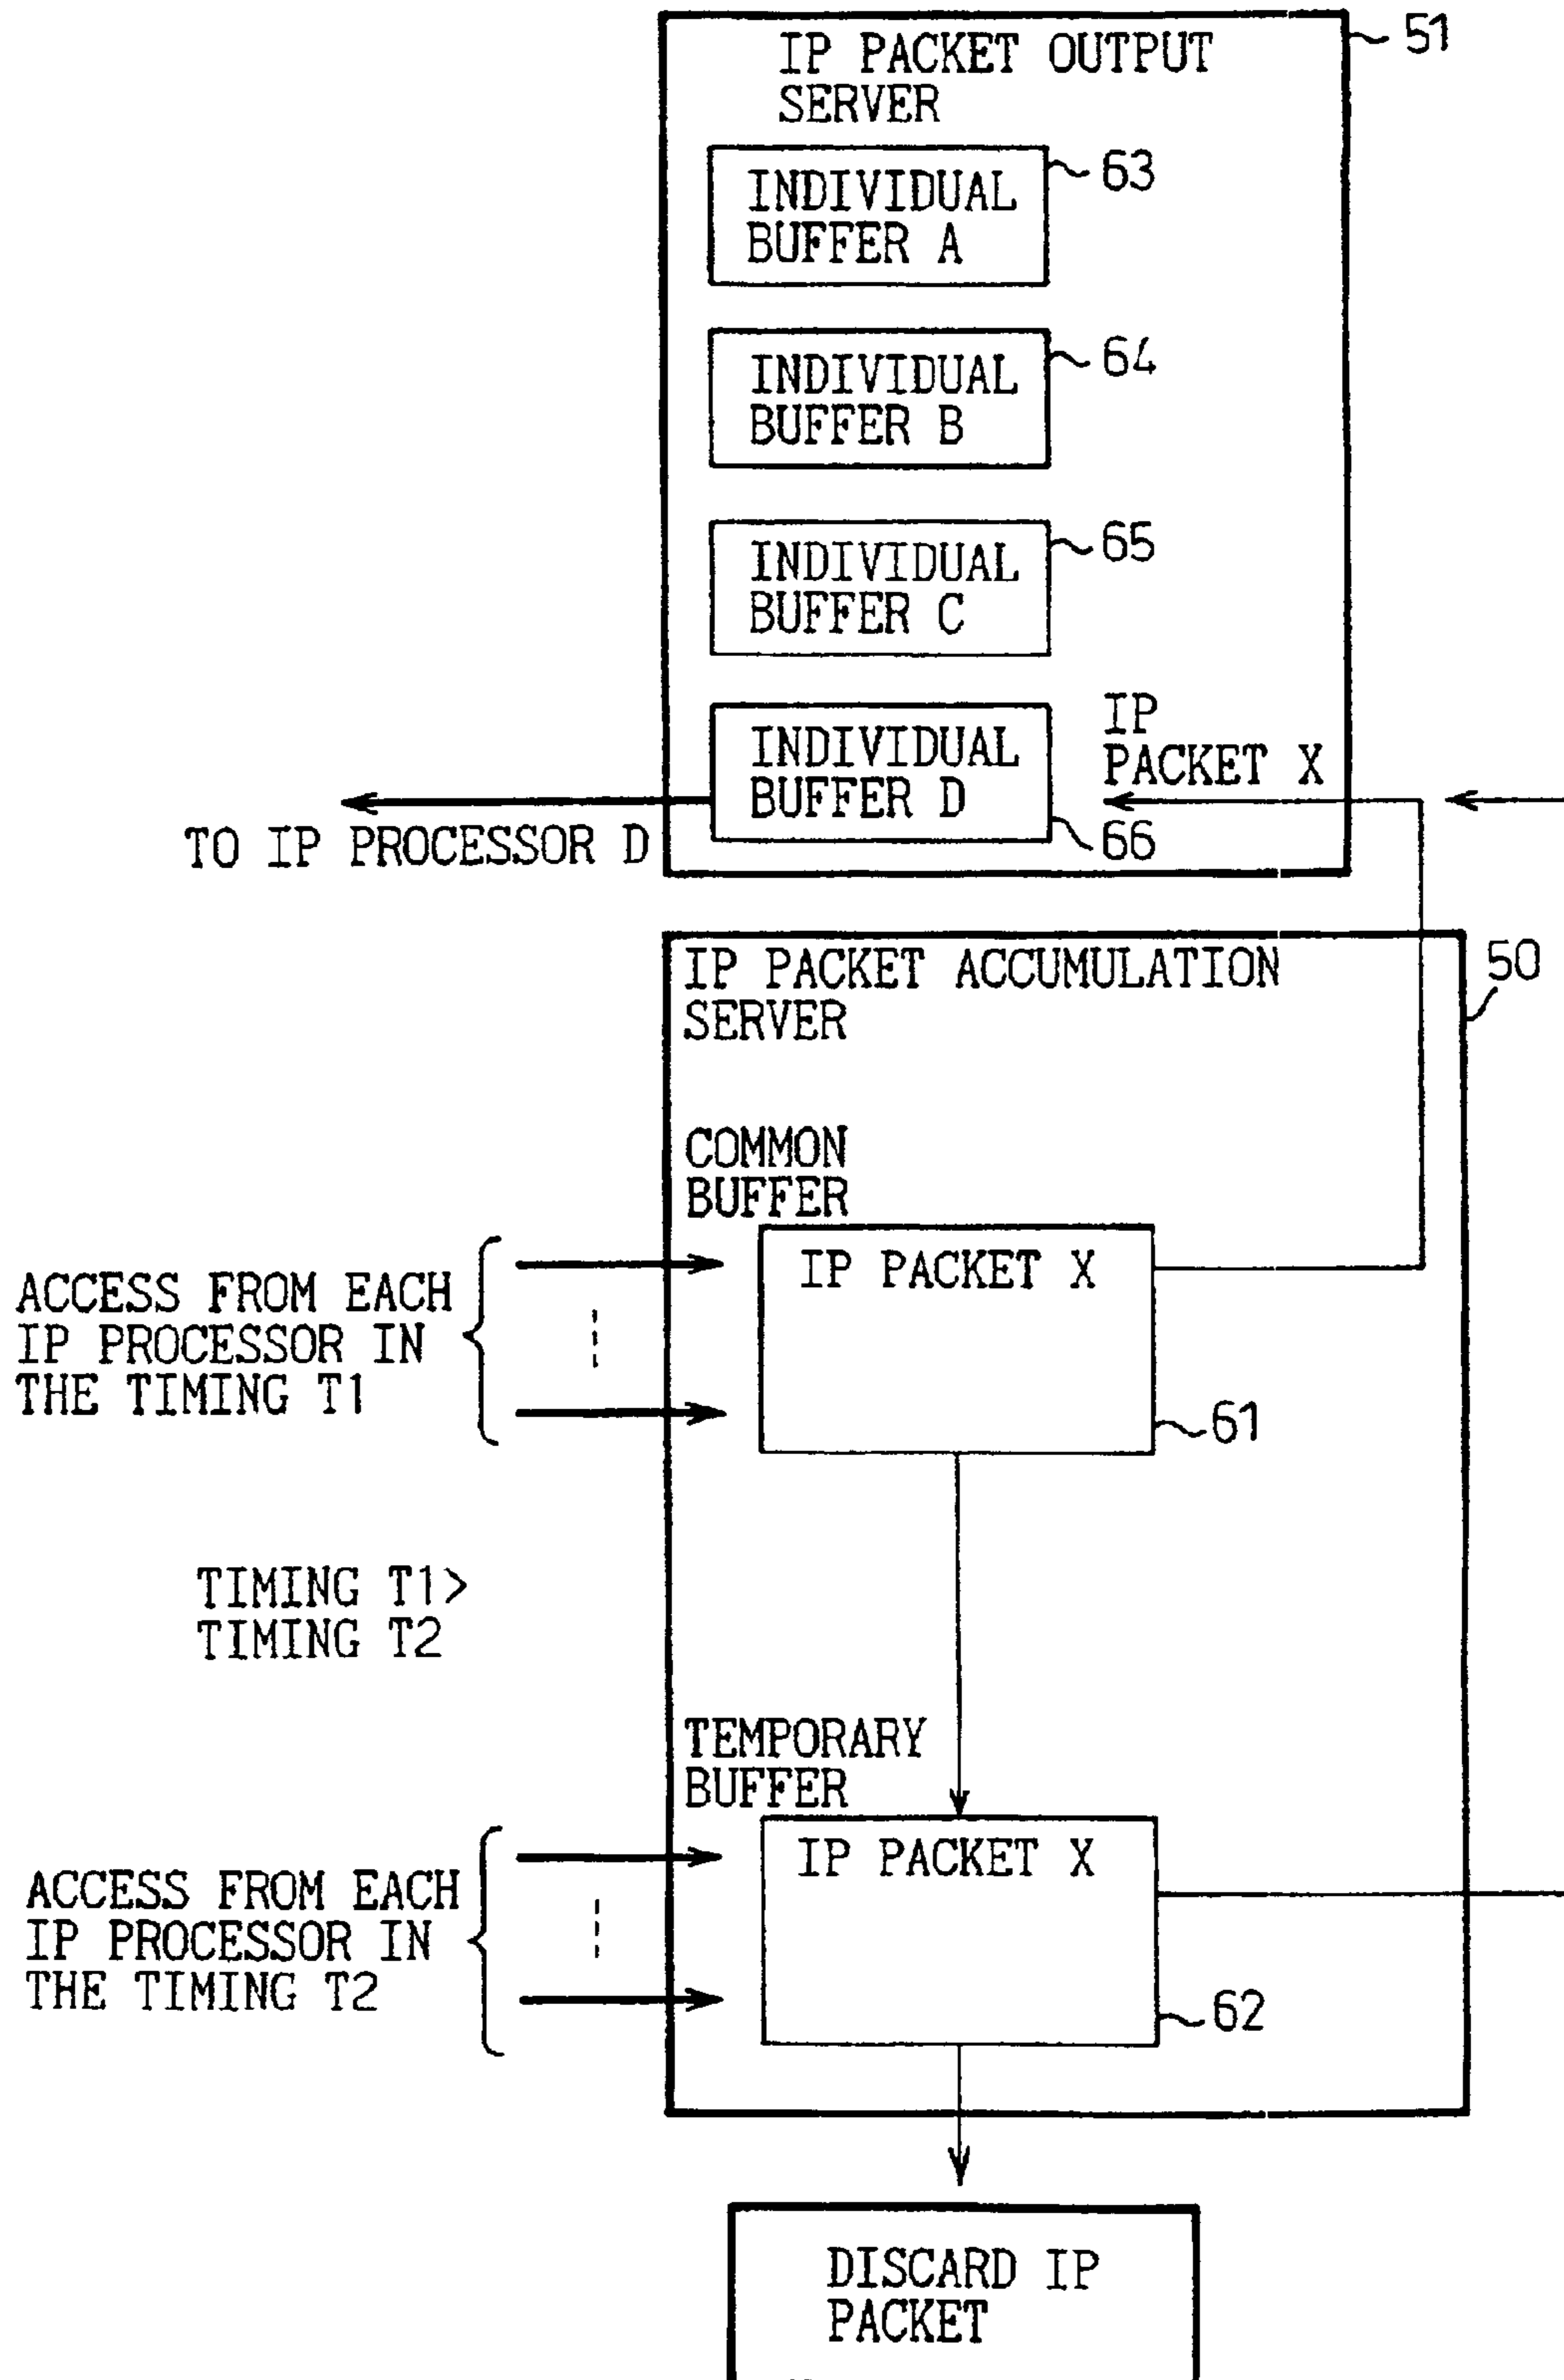 IP PACKET OUTPUT
SERVER
51
INDIVIDUAL
BUFFER A
63
INDIVIDUAL
BUFFER B
64
INDIVIDUAL
BUFFER C
65
INDIVIDUAL
BUFFER D
66
IP
PACKET X
TO IP PROCESSOR D
IP PACKET ACCUMULATION
SERVER
50
COMMON
BUFFER
IP PACKET X
61
ACCESS FROM EACH
IP PROCESSOR IN
THE TIMING T1
TIMING T1>
TIMING T2
TEMPORARY
BUFFER
IP PACKET X
62
ACCESS FROM EACH
IP PROCESSOR IN
THE TIMING T2
DISCARD IP
PACKET